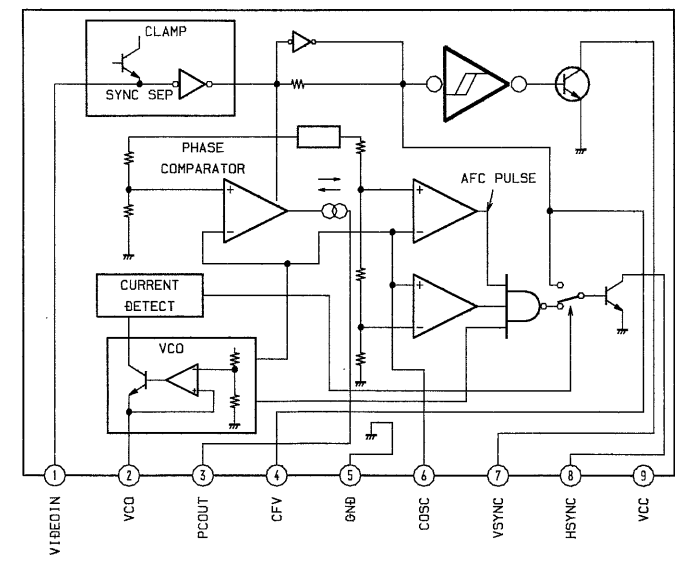 CLAMP
SYNC SEP
PHASE
COMPARATOR
AFC PULSE
+
−
+
−
+
−
CURRENT
DETECT
VCO
−
+
1
2
3
4
5
6
7
8
9
VIDEOIN
VCO
PCOUT
CFV
GND
COSC
VSYNC
HSYNC
VCC